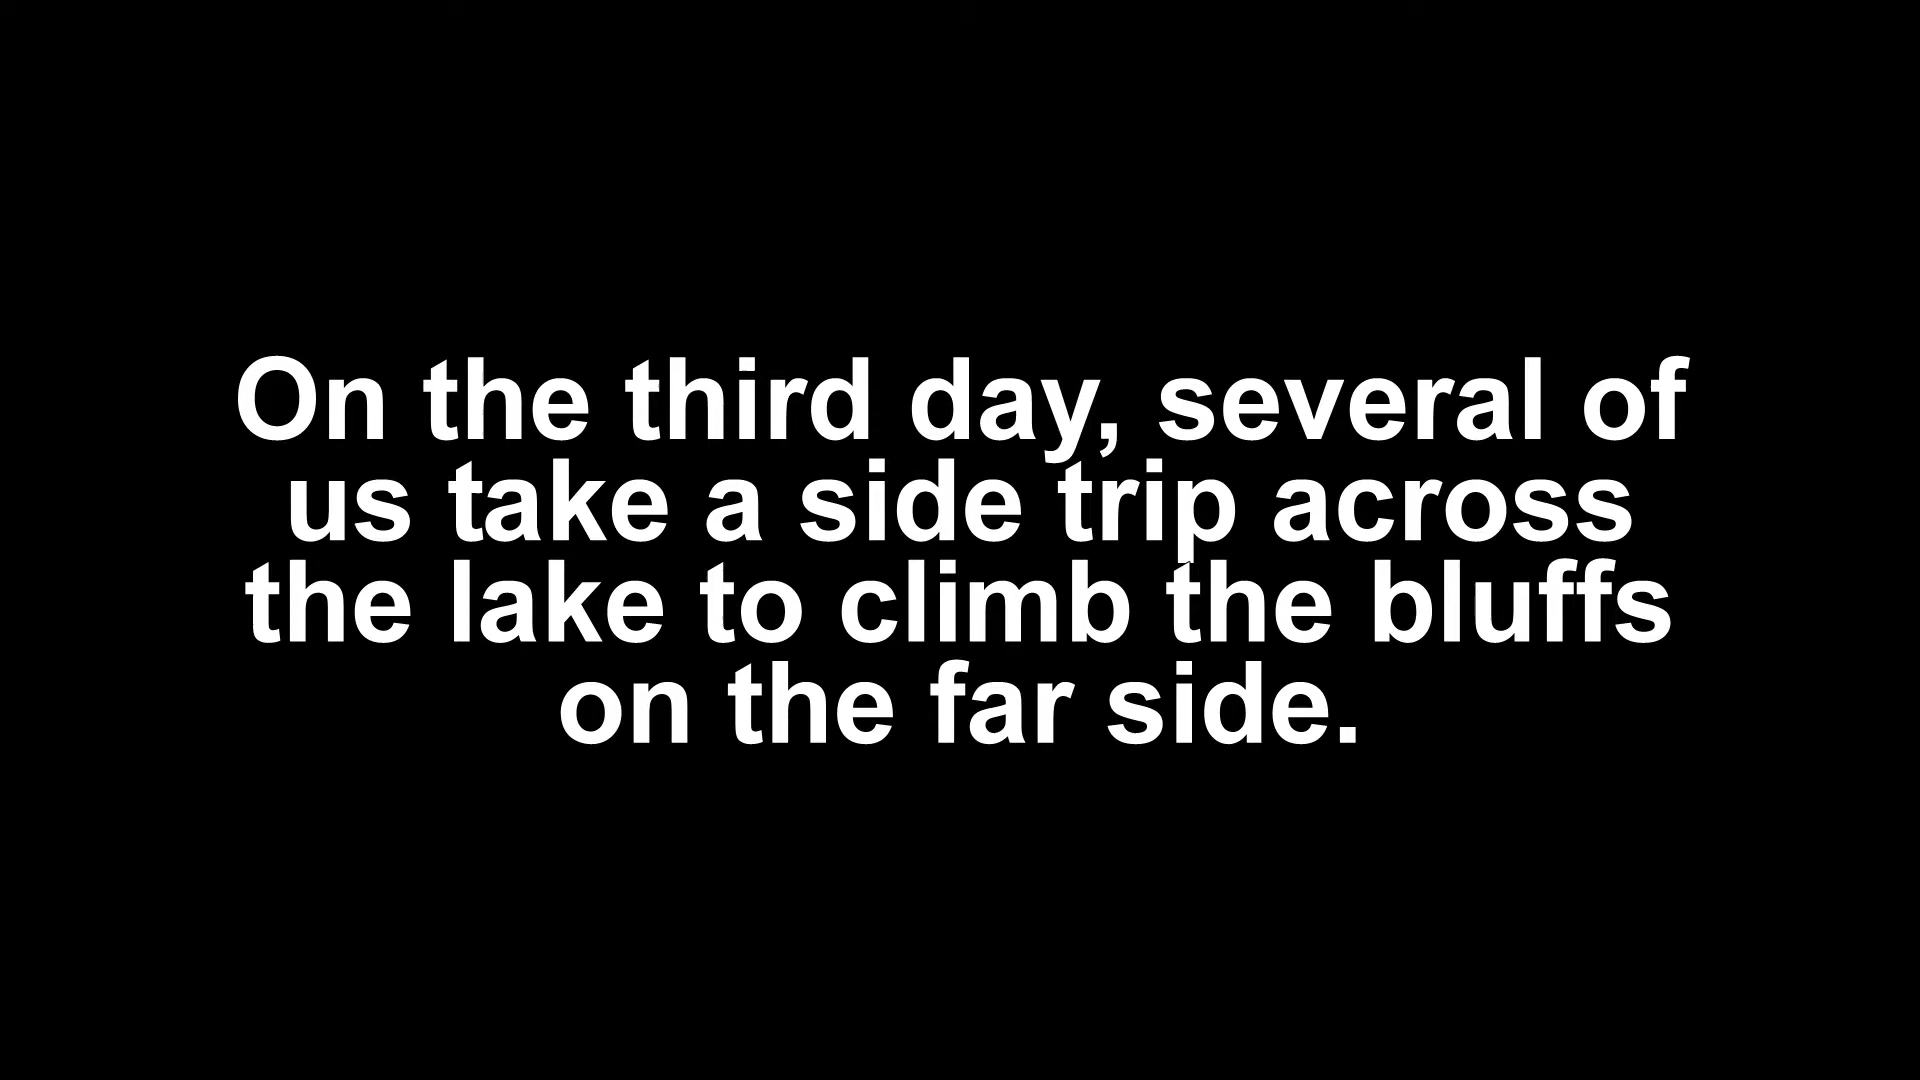 On the third day, several of
us take a side trip across
the lake to climb the bluffs
on the far side.